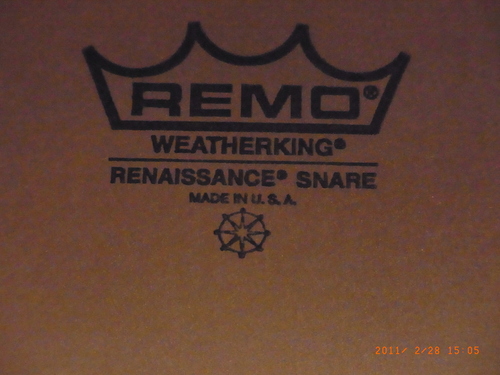 REMO®
WEATHERKING®
RENAISSANCE® SNARE
MADE IN U.S.A.
2011/ 2/28 15:05